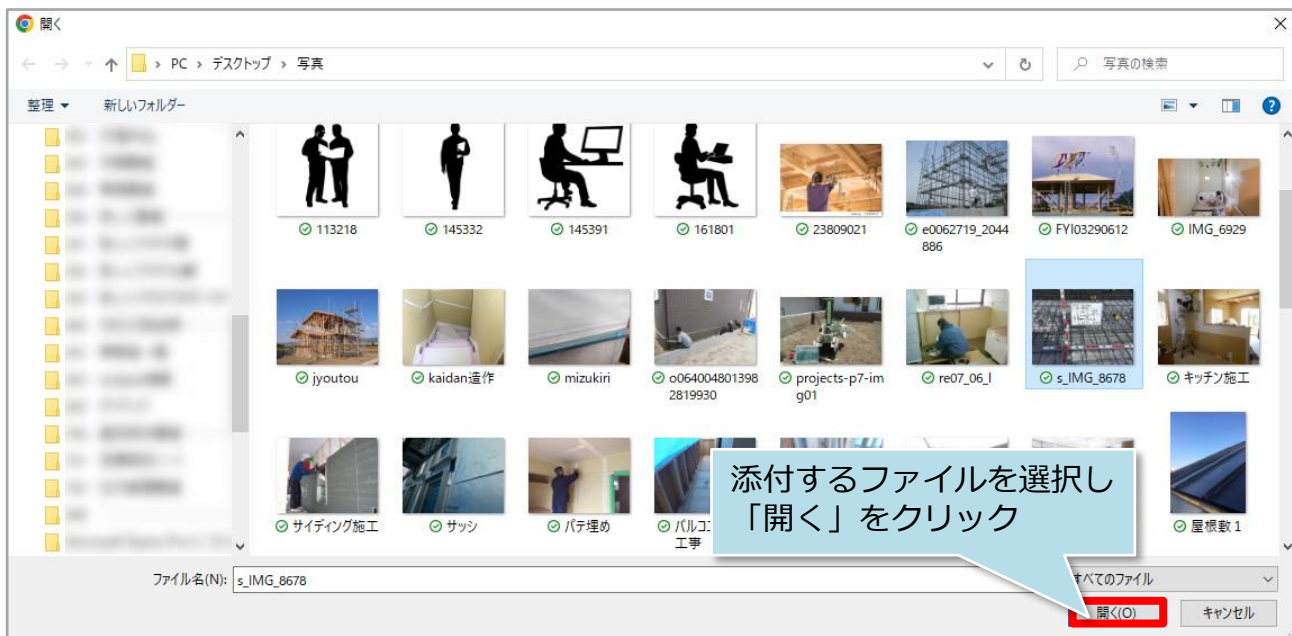 開く
PC › デスクトップ › 写真
写真の検索
整理
新しいフォルダー
113218
145332
145391
161801
23809021
e0062719_2044
886
FYI03290612
IMG_6929
jyoutou
kaidan造作
mizukiri
o064004801398
2819930
projects-p7-im
g01
re07_06_l
s_IMG_8678
キッチン施工
サイディング施工
サッシ
パテ埋め
工事
屋根数1
添付するファイルを選択し
「開く」をクリック
ファイル名(N):
s_IMG_8678
すべてのファイル
開く(O)
キャンセル